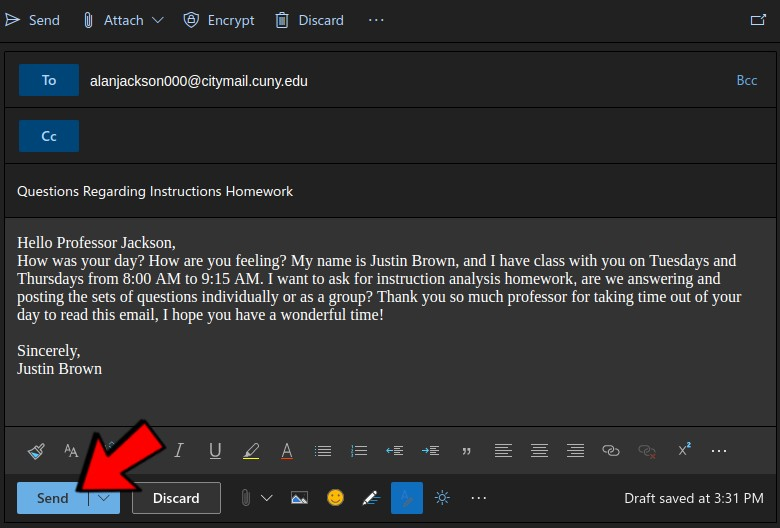 Send Attach Encrypt Discard ...
To alanjackson000@citymail.cuny.edu Bcc
Cc
Questions Regarding Instructions Homework
Hello Professor Jackson,
How was your day? How are you feeling? My name is Justin Brown, and I have class with you on Tuesdays and
Thursdays from 8:00 AM to 9:15 AM. I want to ask for instruction analysis homework, are we answering and
posting the sets of questions individually or as a group? Thank you so much professor for taking time out of your
day to read this email, I hope you have a wonderful time!
Sincerely,
Justin Brown
AA I U A " x² ...
Send Discard ... Draft saved at 3:31 PM